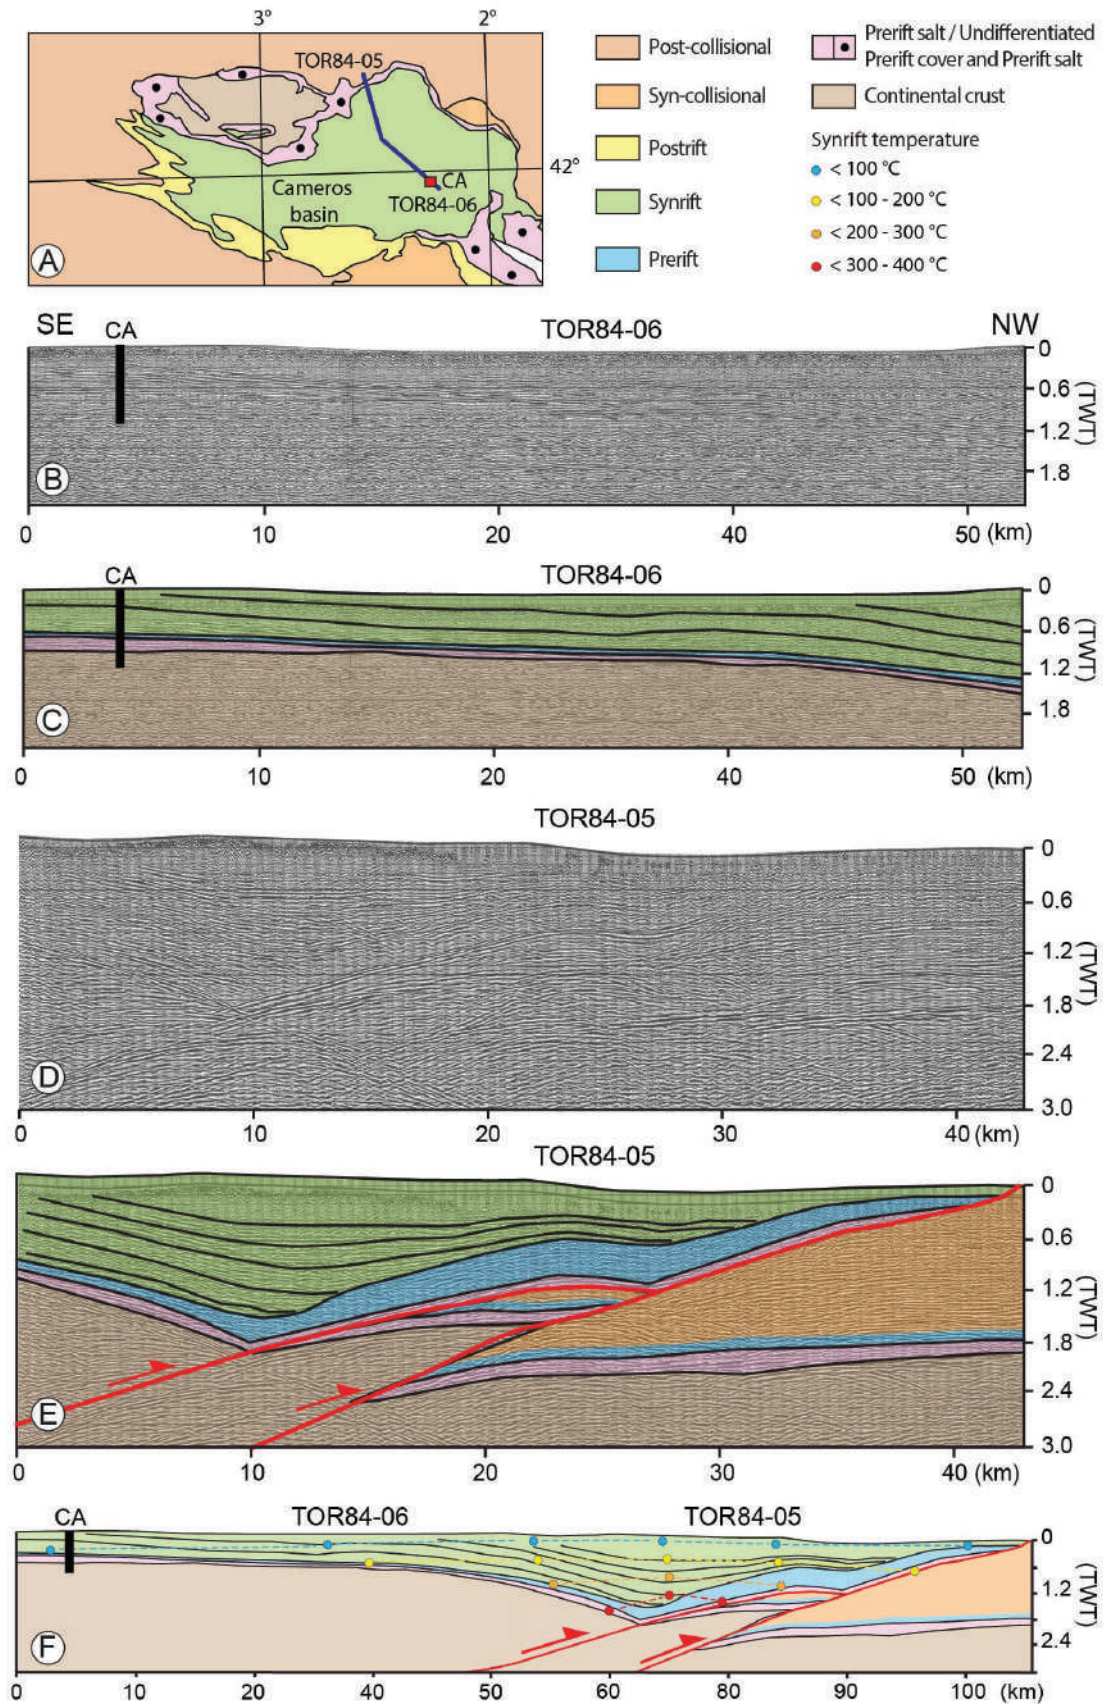 3° 2°
TOR84-05
42°
CA
Cameros
basin
TOR84-06
A
Post-collisional
Syn-collisional
Postrift
Synrift
Prerift
Prerift salt / Undifferentiated
Prerift cover and Prerift salt
Continental crust
Synrift temperature
< 100 °C
< 100 - 200 °C
< 200 - 300 °C
< 300 - 400 °C
SE CA TOR84-06 NW
0
0.6
1.2
1.8
(TWT)
B
0 10 20 40 50 (km)
CA TOR84-06
0
0.6
1.2
1.8
(TWT)
C
0 10 20 40 50 (km)
TOR84-05
0
0.6
1.2
1.8
2.4
3.0
(TWT)
D
0 10 20 30 40 (km)
TOR84-05
0
0.6
1.2
1.8
2.4
3.0
(TWT)
E
0 10 20 30 40 (km)
CA TOR84-06 TOR84-05
0
1.2
2.4
(TWT)
F
0 10 20 40 50 60 80 90 100 (km)